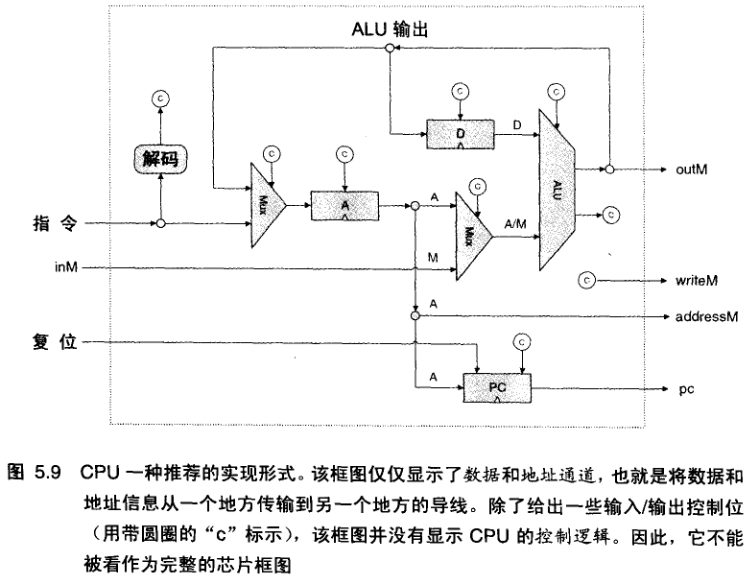 ALU 输出
C
C
D
D
C
解码
C
C
C
Mux
A
A
Mux
A/M
ALU
outM
C
指令
inM
M
C
writeM
A
addressM
复位
C
A
PC
pc
图 5.9 CPU 一种推荐的实现形式。该框图仅仅显示了数据和地址通道，也就是将数据和
地址信息从一个地方传输到另一个地方的导线。除了给出一些输入/输出控制位
（用带圆圈的“c”标示），该框图并没有显示 CPU 的控制逻辑。因此，它不能
被看作为完整的芯片框图